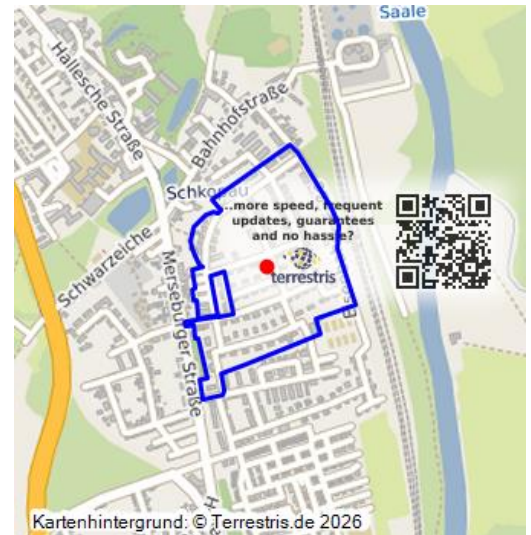 Saale
Hallesche Straße
Bahnhofstraße
Schkopau
...more speed, frequent
updates, guarantees
and no hassle?
terrestris
Schwarzeiche
Merseburger Straße
Kartenhintergrund: © Terrestris.de 2026